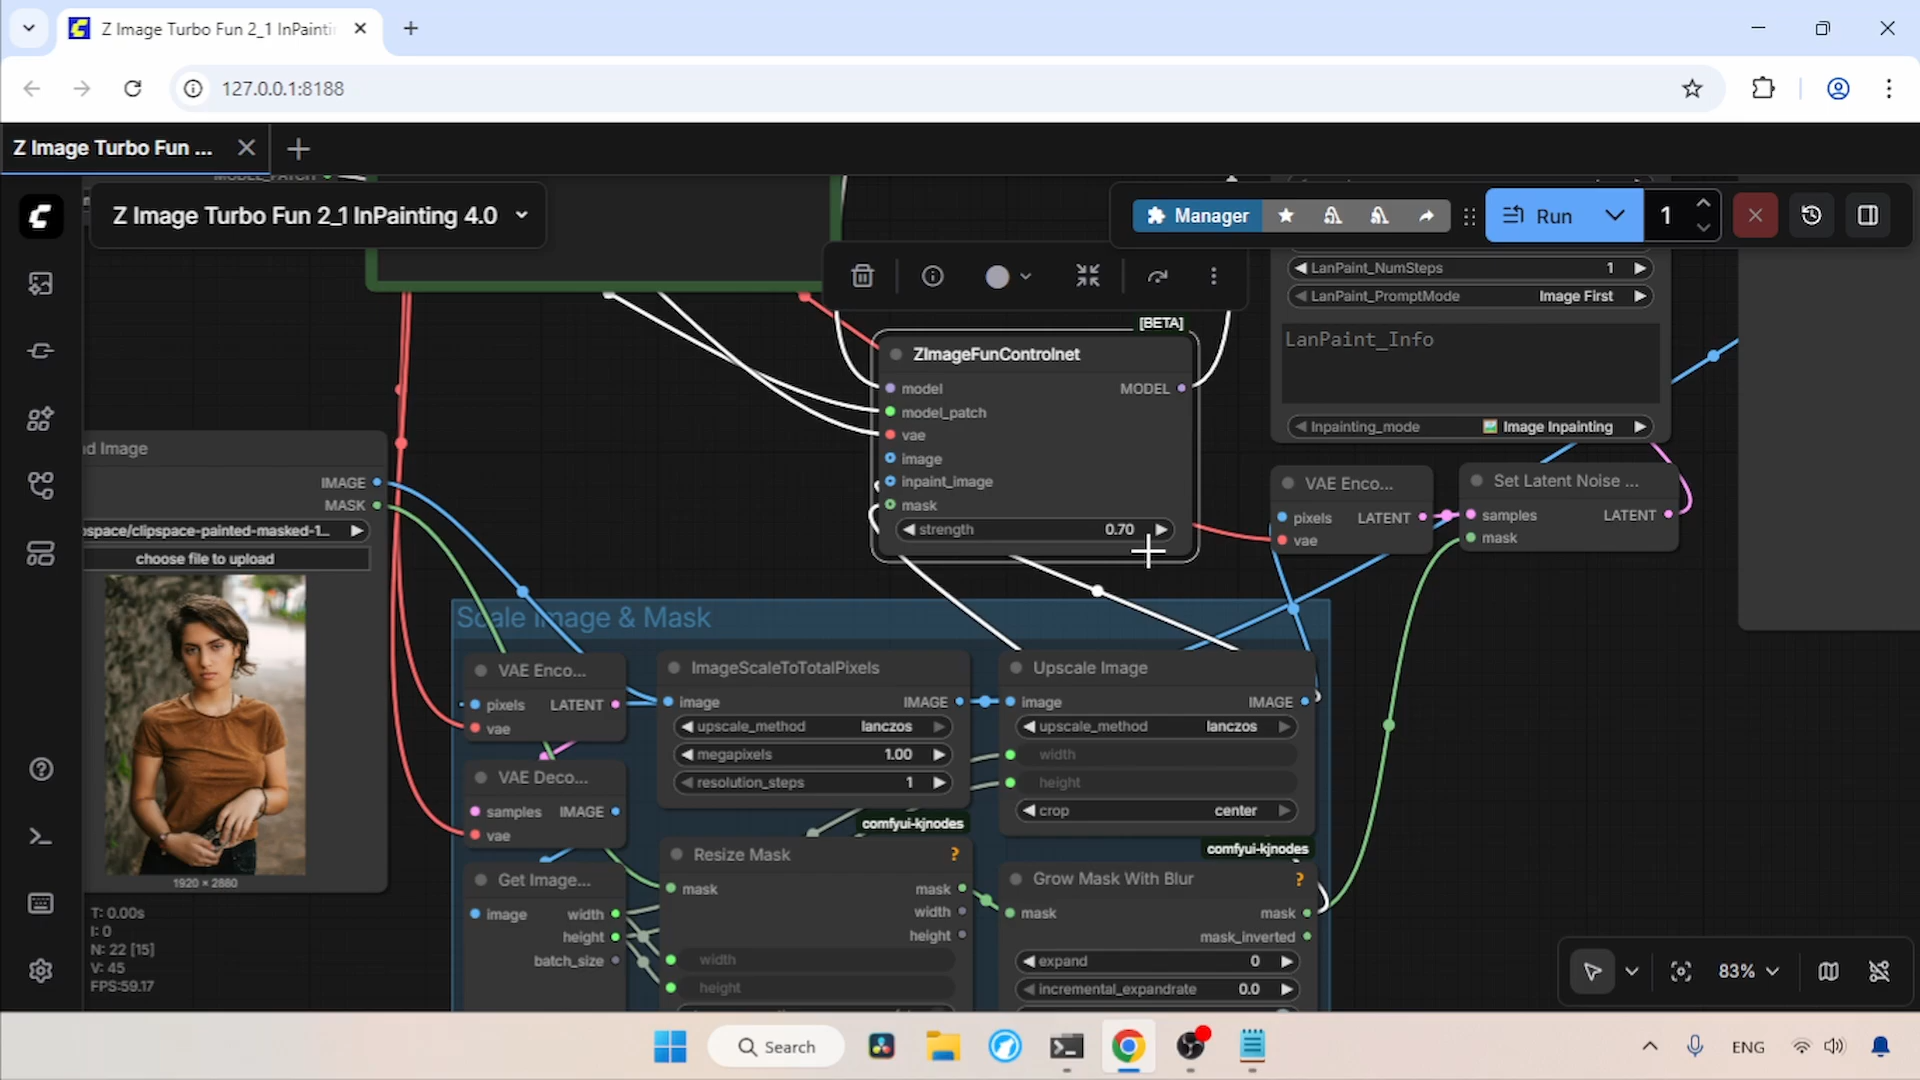 Z Image Turbo Fun 2_1 InPainti
127.0.0.1:8188
Z Image Turbo Fun ...
MODEL_PATCH
Z Image Turbo Fun 2_1 InPainting 4.0
Manager
Run
1
LanPaint_NumSteps 1
LanPaint_PromptMode Image First
LanPaint_Info
Inpainting_mode Image Inpainting
[BETA]
ZImageFunControlnet
model MODEL
model_patch
vae
image
inpaint_image
mask
strength 0.70
VAE Enco...
pixels LATENT
vae
Set Latent Noise ...
samples LATENT
mask
d Image
IMAGE
MASK
space/clipspace-painted-masked-1...
choose file to upload
1920 × 2880
Scale Image & Mask
VAE Enco...
pixels LATENT
vae
VAE Deco...
samples IMAGE
vae
Get Image...
image width
height
batch_size
ImageScaleToTotalPixels
image IMAGE
upscale_method lanczos
megapixels 1.00
resolution_steps 1
comfyui-kjnodes
Resize Mask ?
mask mask
width
height
width
height
Upscale Image
image IMAGE
upscale_method lanczos
width
height
crop center
comfyui-kjnodes
Grow Mask With Blur ?
mask mask
mask_inverted
expand 0
incremental_expandrate 0.0
T: 0.00s
I: 0
N: 22 [15]
V: 45
FPS:59.17
83%
Search
ENG